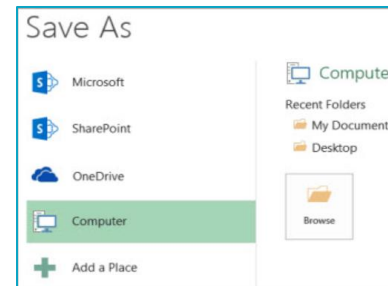 Save As
Microsoft
SharePoint
OneDrive
Computer
Add a Place
Compute
Recent Folders
My Document
Desktop
Browse